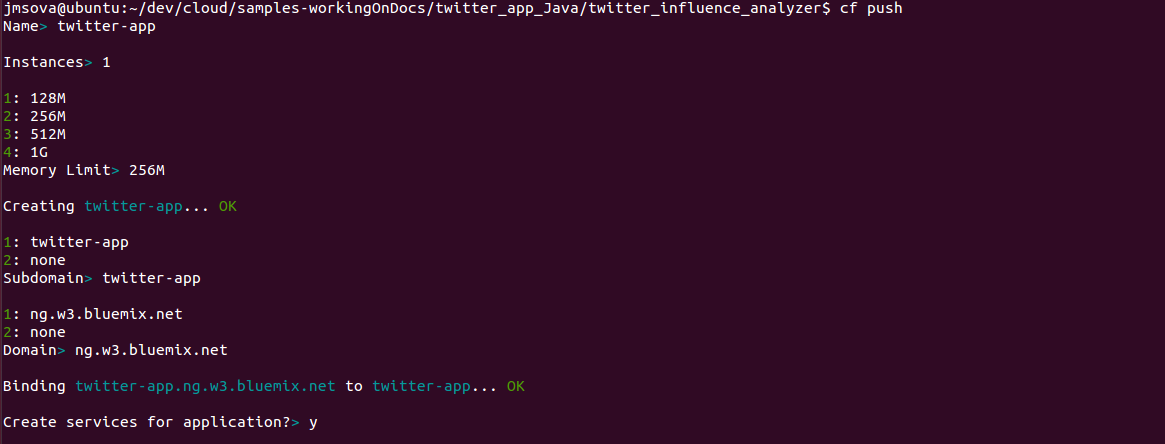 jmsova@ubuntu:~/dev/cloud/samples-workingOnDocs/twitter_app_Java/twitter_influence_analyzer$ cf push
Name> twitter-app
Instances> 1
1: 128M
2: 256M
3: 512M
4: 1G
Memory Limit> 256M
Creating twitter-app... OK
1: twitter-app
2: none
Subdomain> twitter-app
1: ng.w3.bluemix.net
2: none
Domain> ng.w3.bluemix.net
Binding twitter-app.ng.w3.bluemix.net to twitter-app... OK
Create services for application?> y